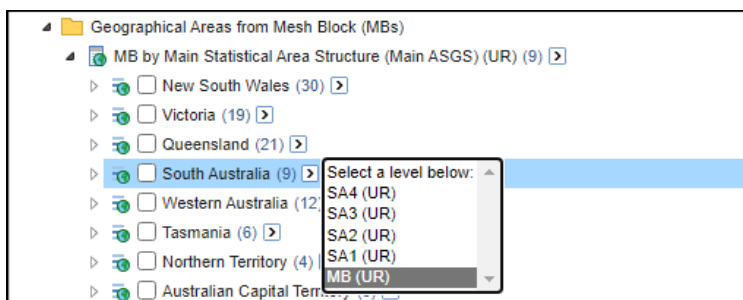 Geographical Areas from Mesh Block (MBs)
MB by Main Statistical Area Structure (Main ASGS) (UR) (9)
New South Wales (30)
Victoria (19)
Queensland (21)
South Australia (9)
Select a level below:
SA4 (UR)
SA3 (UR)
SA2 (UR)
SA1 (UR)
MB (UR)
Western Australia (12)
Tasmania (6)
Northern Territory (4)
Australian Capital